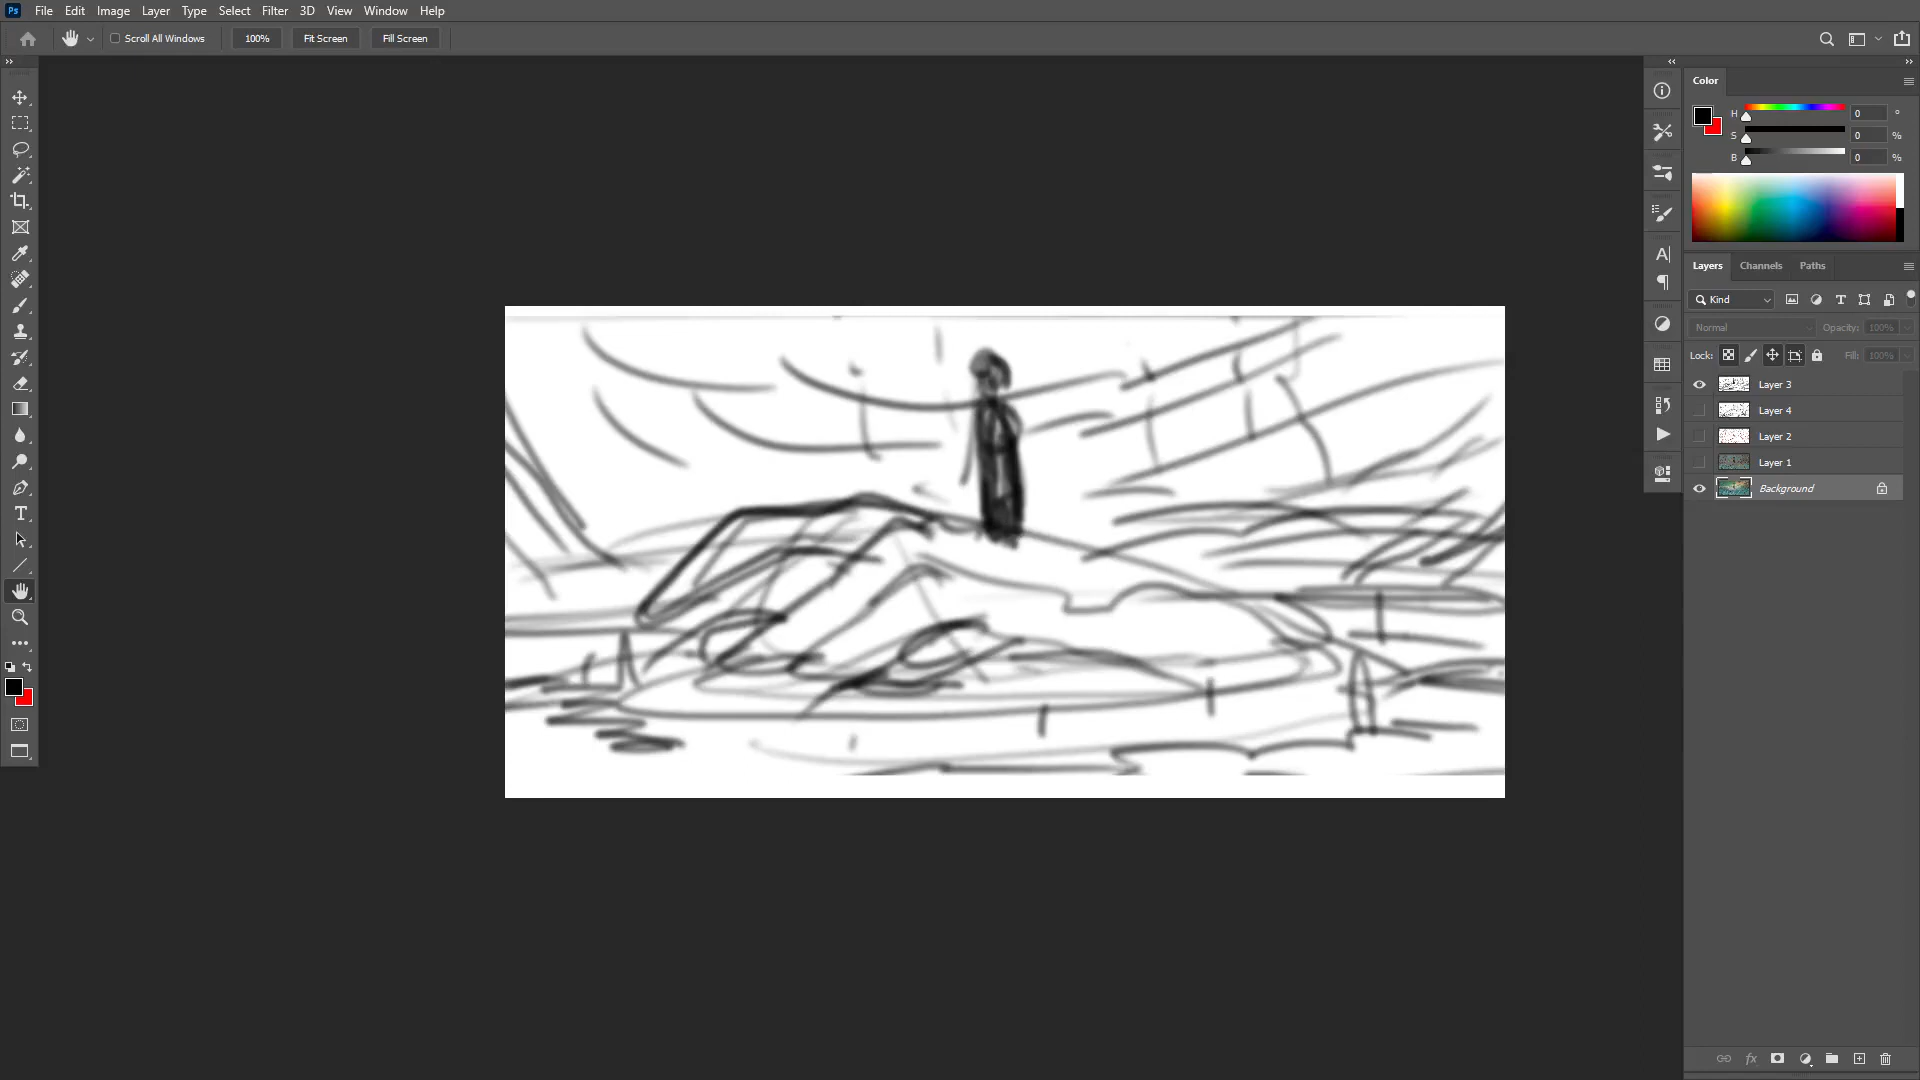 Ps File Edit Image Layer Type Select Filter 3D View Window Help
Scroll All Windows 100% Fit Screen Fill Screen
Color
H 0 °
S 0 %
B 0 %
Layers Channels Paths
Kind
Normal Opacity: 100%
Lock: Fill: 100%
Layer 3
Layer 4
Layer 2
Layer 1
Background
fx